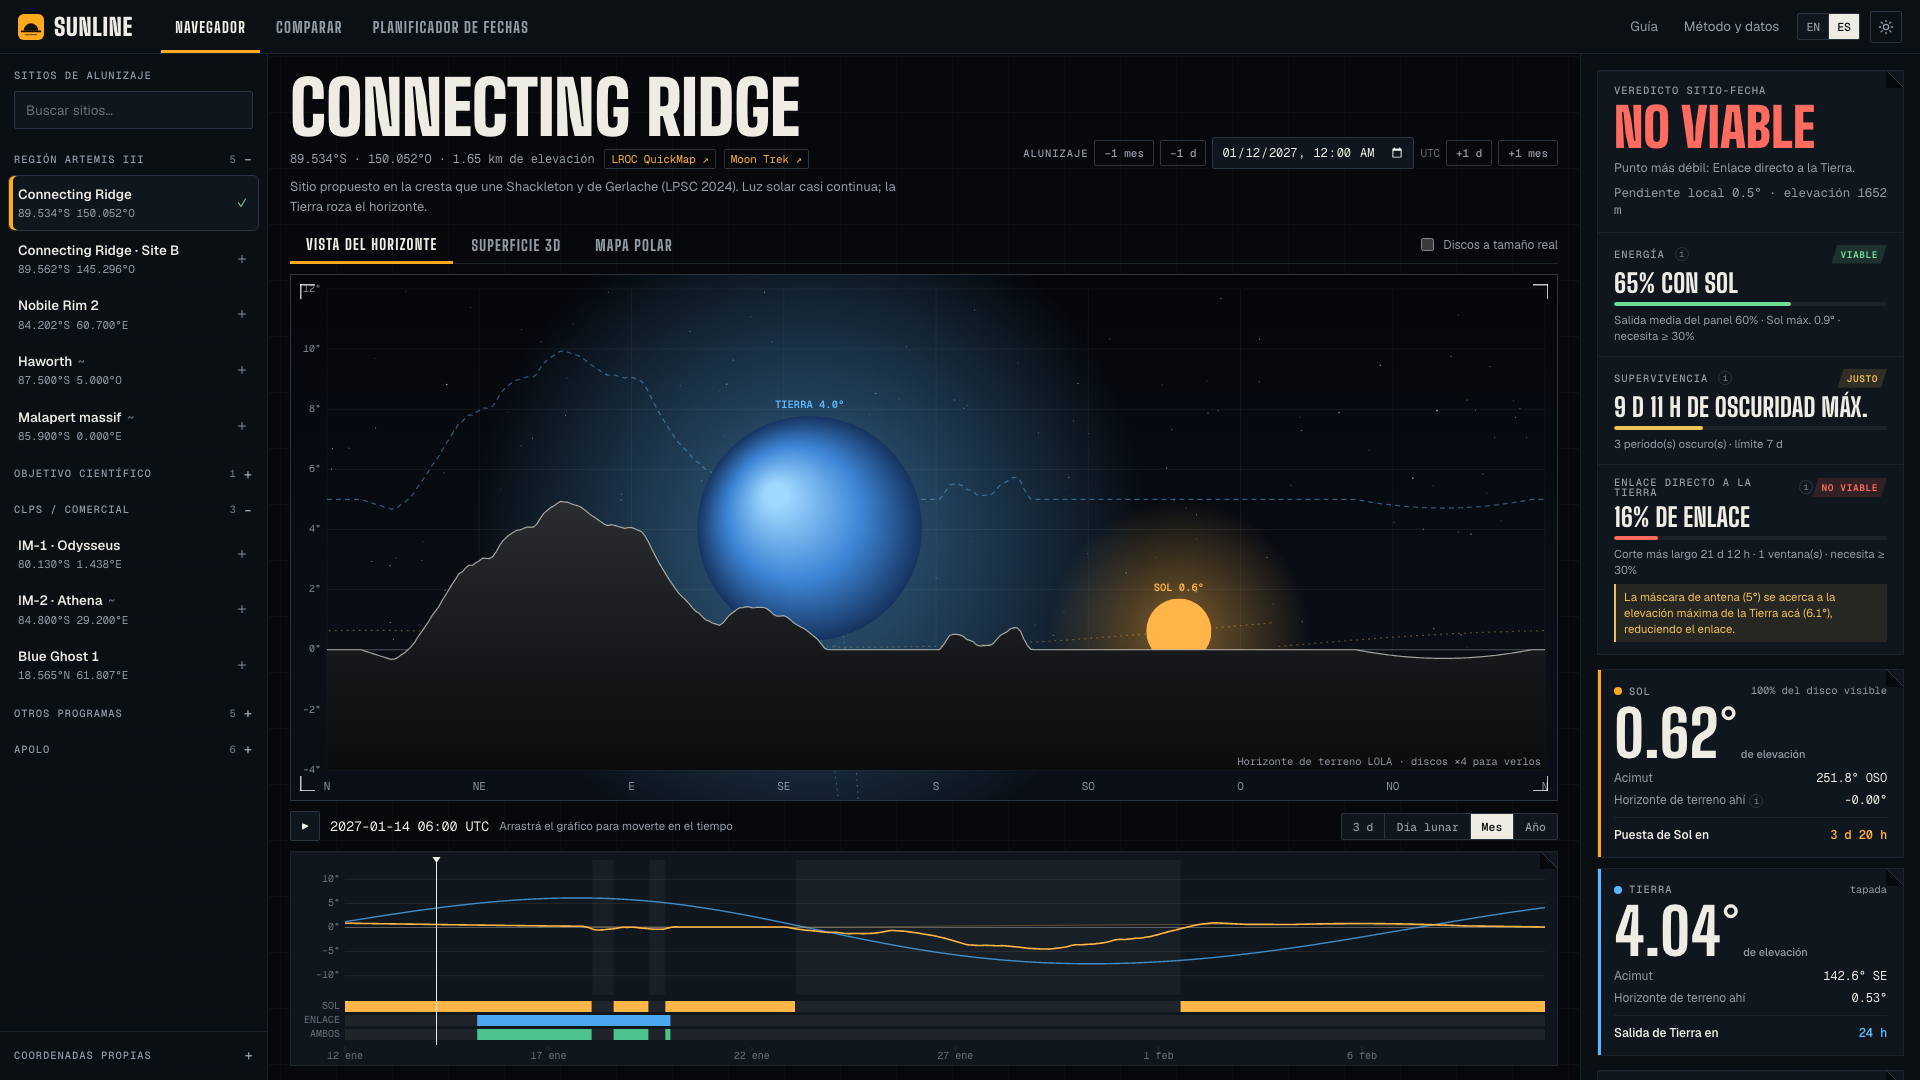 SUNLINE
NAVEGADOR
COMPARAR
PLANIFICADOR DE FECHAS
Guía
Método y datos
EN
ES
SITIOS DE ALUNIZAJE
Buscar sitios…
REGIÓN ARTEMIS III 5 −
Connecting Ridge
89.534°S 150.052°O
✓
Connecting Ridge · Site B
89.562°S 145.296°O
+
Nobile Rim 2
84.202°S 60.700°E
+
Haworth ~
87.500°S 5.000°O
+
Malapert massif ~
85.900°S 0.000°E
+
OBJETIVO CIENTÍFICO 1 +
CLPS / COMERCIAL 3 −
IM-1 · Odysseus
80.130°S 1.438°E
+
IM-2 · Athena ~
84.800°S 29.200°E
+
Blue Ghost 1
18.565°N 61.807°E
+
OTROS PROGRAMAS 5 +
APOLO 6 +
COORDENADAS PROPIAS +
CONNECTING RIDGE
89.534°S · 150.052°O · 1.65 km de elevación
LROC QuickMap ↗
Moon Trek ↗
Sitio propuesto en la cresta que une Shackleton y de Gerlache (LPSC 2024). Luz solar casi continua; la
Tierra roza el horizonte.
ALUNIZAJE
−1 mes
−1 d
01/12/2027, 12:00 AM
UTC
+1 d
+1 mes
VISTA DEL HORIZONTE
SUPERFICIE 3D
MAPA POLAR
Discos a tamaño real
12°
10°
8°
6°
4°
2°
0°
−2°
−4°
TIERRA 4.0°
SOL 0.6°
Horizonte de terreno LOLA · discos ×4 para verlos
N NE E SE S SO O NO N
▶
2027-01-14 06:00 UTC
Arrastrá el gráfico para moverte en el tiempo
3 d
Día lunar
Mes
Año
10°
5°
0°
−5°
−10°
SOL
ENLACE
AMBOS
12 ene 17 ene 22 ene 27 ene 1 feb 6 feb
VEREDICTO SITIO-FECHA
NO VIABLE
Punto más débil: Enlace directo a la Tierra.
Pendiente local 0.5° · elevación 1652
m
ENERGÍA i
VIABLE
65% CON SOL
Salida media del panel 60% · Sol máx. 0.9° ·
necesita ≥ 30%
SUPERVIVENCIA i
JUSTO
9 D 11 H DE OSCURIDAD MÁX.
3 período(s) oscuro(s) · límite 7 d
ENLACE DIRECTO A LA
TIERRA
i
NO VIABLE
16% DE ENLACE
Corte más largo 21 d 12 h · 1 ventana(s) · necesita ≥
30%
La máscara de antena (5°) se acerca a la
elevación máxima de la Tierra acá (6.1°),
reduciendo el enlace.
SOL
100% del disco visible
0.62° de elevación
Acimut 251.8° OSO
Horizonte de terreno ahí i −0.00°
Puesta de Sol en 3 d 20 h
TIERRA
tapada
4.04° de elevación
Acimut 142.6° SE
Horizonte de terreno ahí 0.53°
Salida de Tierra en 24 h